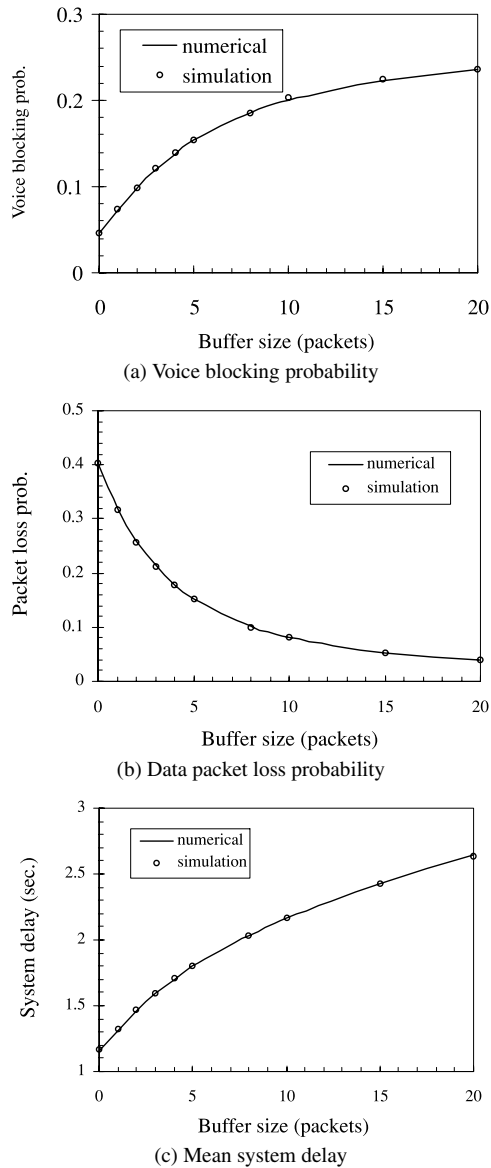 0.3
numerical
simulation
0.2
Voice blocking prob.
0.1
0
0 5 10 15 20
Buffer size (packets)
(a) Voice blocking probability
0.5
numerical
simulation
0.4
0.3
Packet loss prob.
0.2
0.1
0
0 5 10 15 20
Buffer size (packets)
(b) Data packet loss probability
3
numerical
simulation
2.5
System delay (sec.)
2
1.5
1
0 5 10 15 20
Buffer size (packets)
(c) Mean system delay